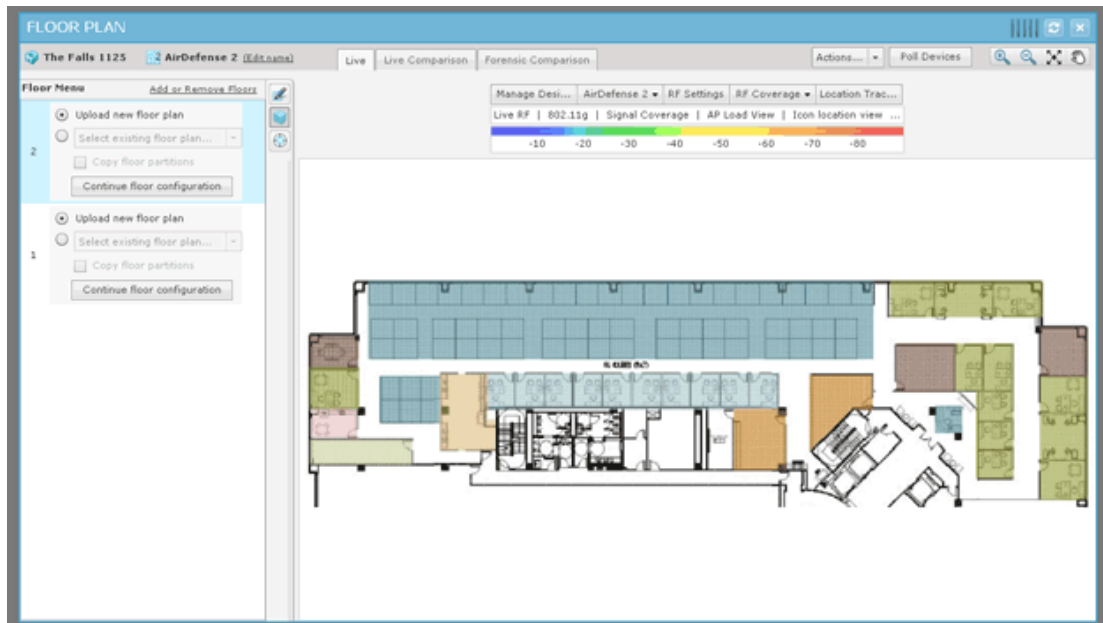 FLOOR PLAN
The Falls 1125 AirDefense 2 (Edit name) Live Live Comparison Forensic Comparison Actions... Poll Devices
Floor Menu Add or Remove Floors
Manage Desi... AirDefense 2 RF Settings RF Coverage Location Trac...
Live RF | 802.11g | Signal Coverage | AP Load View | Icon location view ...
-10 -20 -30 -40 -50 -60 -70 -80
2
Upload new floor plan
Select existing floor plan...
Copy floor partitions
Continue floor configuration
1
Upload new floor plan
Select existing floor plan...
Copy floor partitions
Continue floor configuration